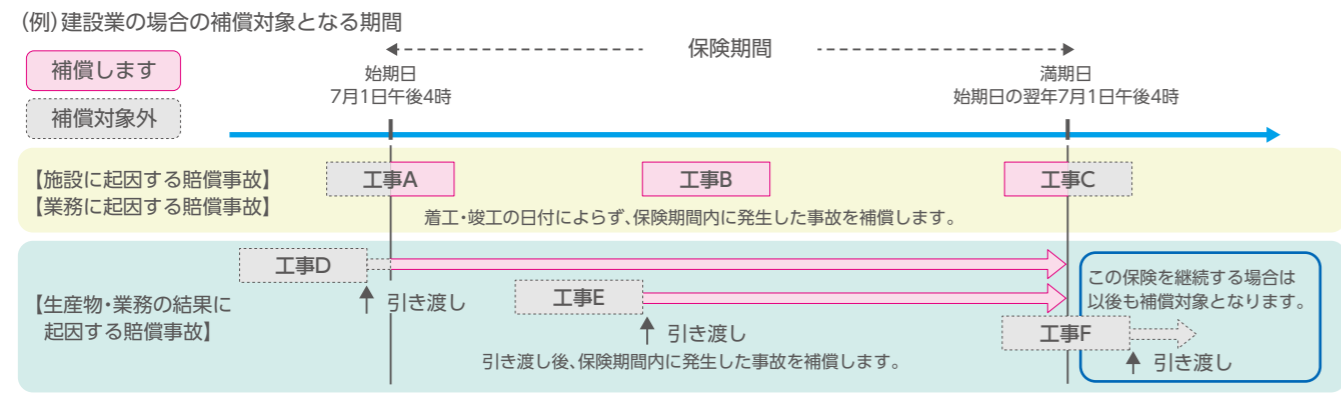 (例)建設業の場合の補償対象となる期間
補償します
補償対象外
保険期間
始期日
7月1日午後4時
満期日
始期日の翌年7月1日午後4時
【施設に起因する賠償事故】
【業務に起因する賠償事故】
工事A
工事B
工事C
着工・竣工の日付によらず、保険期間内に発生した事故を補償します。
【生産物・業務の結果に
起因する賠償事故】
工事D
引き渡し
工事E
引き渡し
引き渡し後、保険期間内に発生した事故を補償します。
この保険を継続する場合は
以後も補償対象となります。
工事F
引き渡し